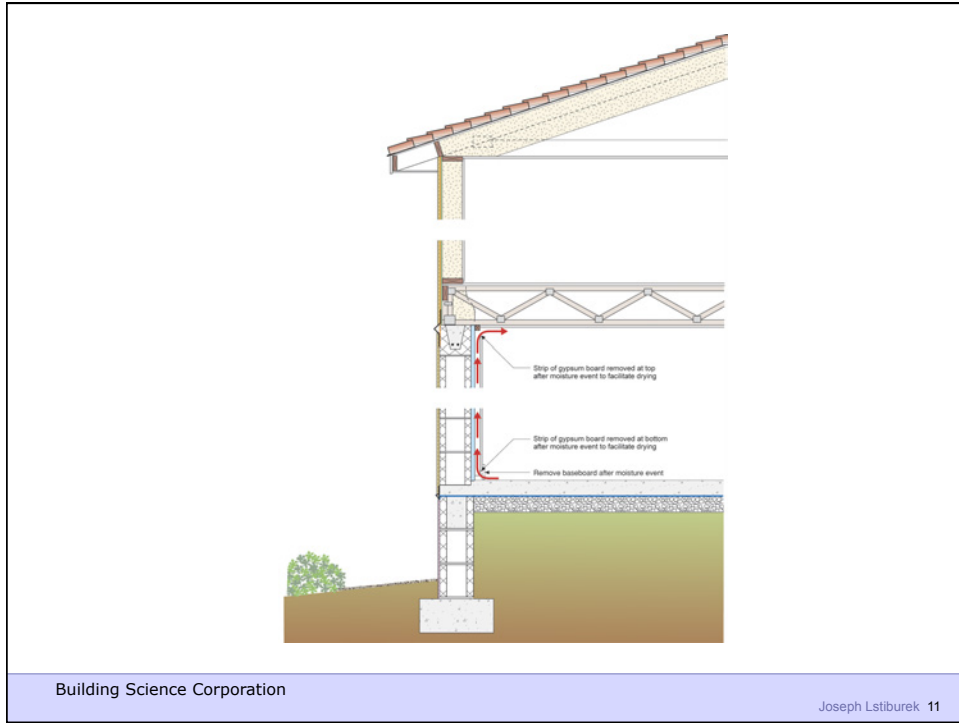 Strip of gypsum board removed at top
after moisture event to facilitate drying
Strip of gypsum board removed at bottom
after moisture event to facilitate drying
Remove baseboard after moisture event
Building Science Corporation
Joseph Lstiburek 11